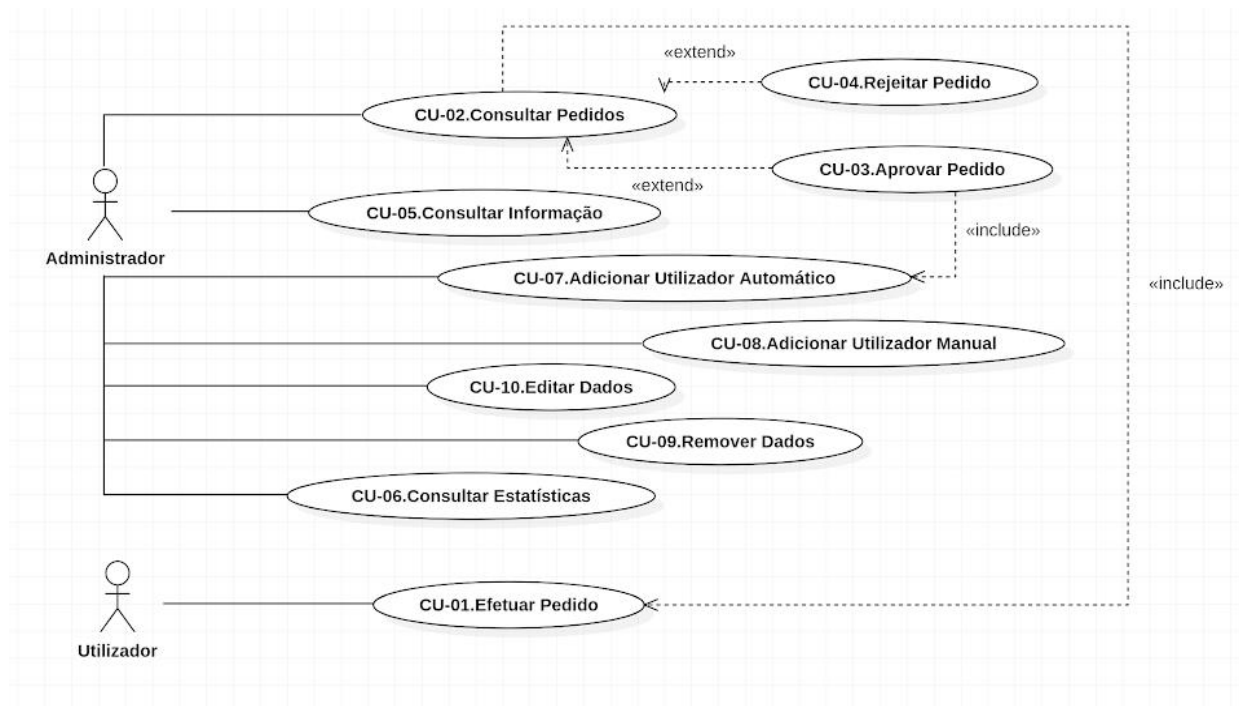 «extend»
CU-04.Rejeitar Pedido
CU-02.Consultar Pedidos
CU-03.Aprovar Pedido
«extend»
CU-05.Consultar Informação
«include»
Administrador
CU-07.Adicionar Utilizador Automático
«include»
CU-08.Adicionar Utilizador Manual
CU-10.Editar Dados
CU-09.Remover Dados
CU-06.Consultar Estatísticas
CU-01.Efetuar Pedido
Utilizador